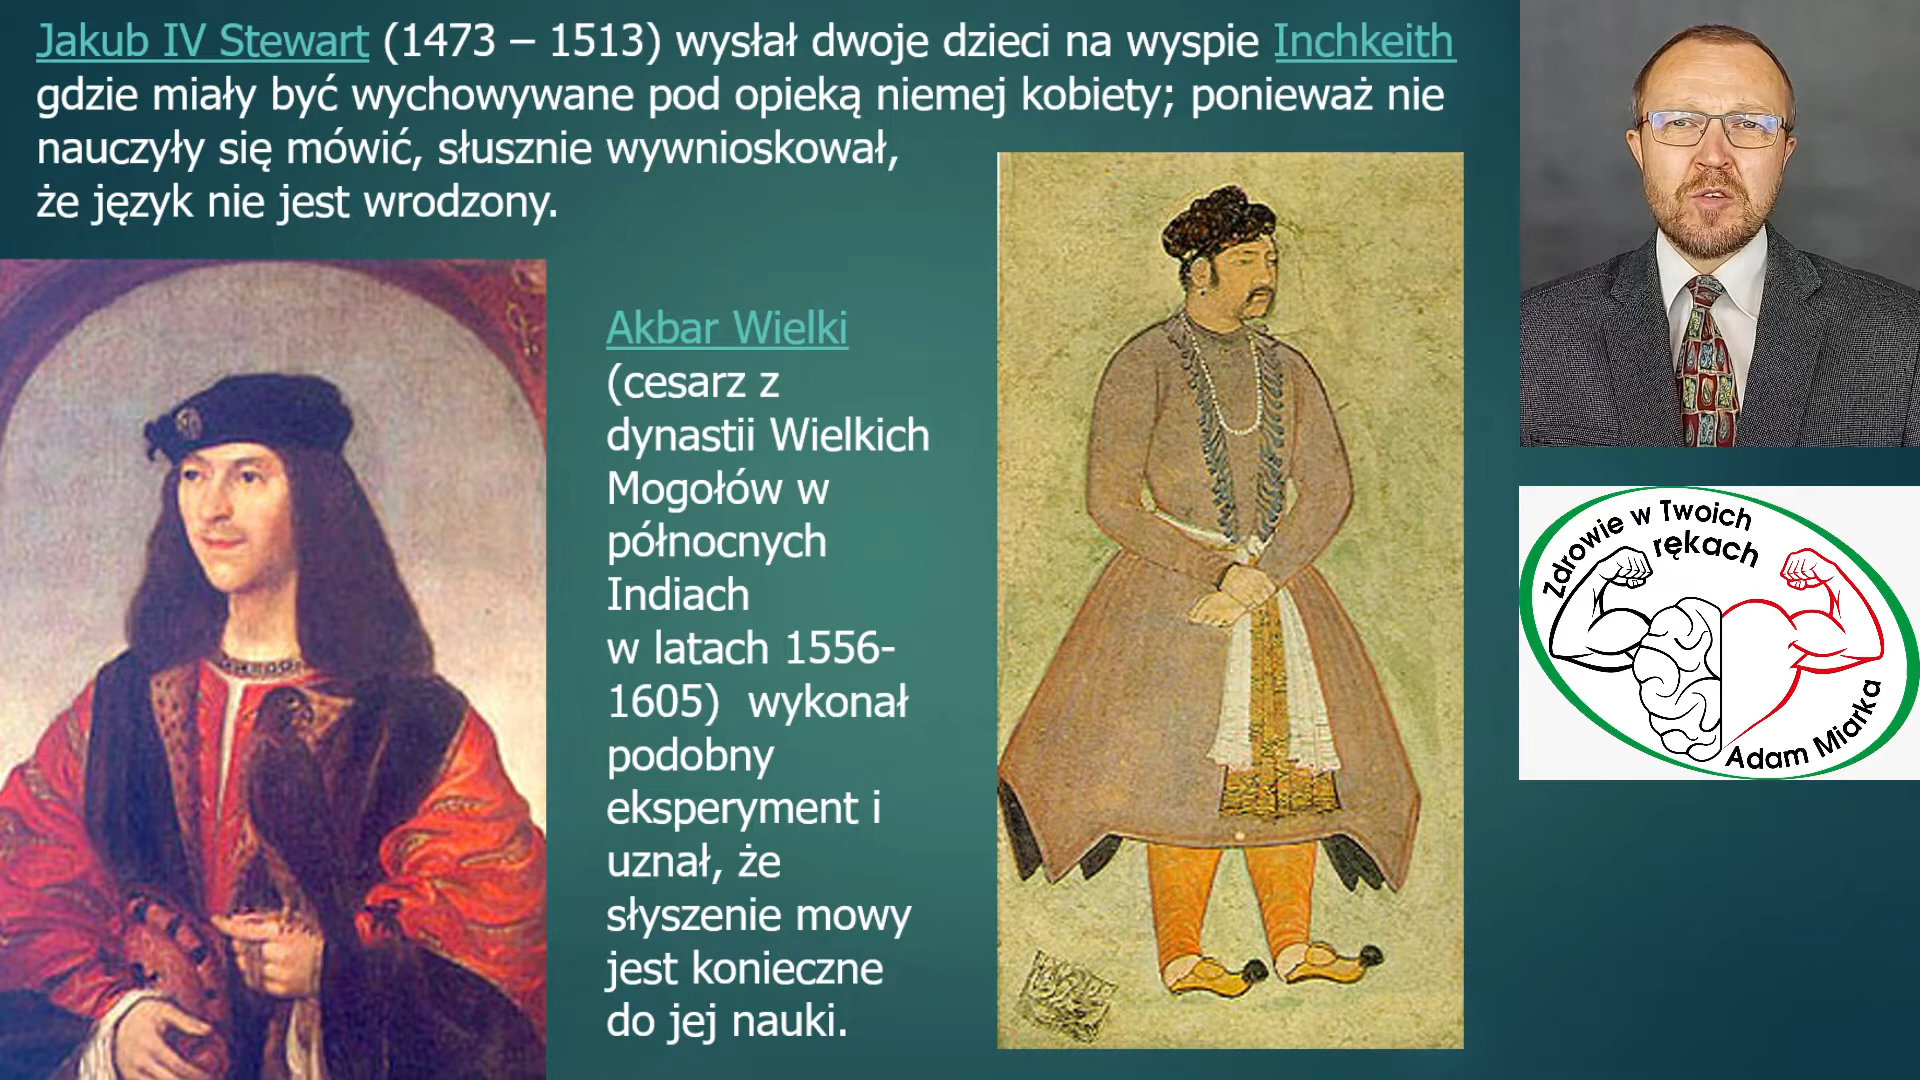 Jakub IV Stewart (1473 – 1513) wysłał dwoje dzieci na wyspie Inchkeith
gdzie miały być wychowywane pod opieką niemej kobiety; ponieważ nie
nauczyły się mówić, słusznie wywnioskował,
że język nie jest wrodzony.
Akbar Wielki
(cesarz z
dynastii Wielkich
Mogołów w
północnych
Indiach
w latach 1556-
1605) wykonał
podobny
eksperyment i
uznał, że
słyszenie mowy
jest konieczne
do jej nauki.
Zdrowie w Twoich
rękach
Adam Miarka